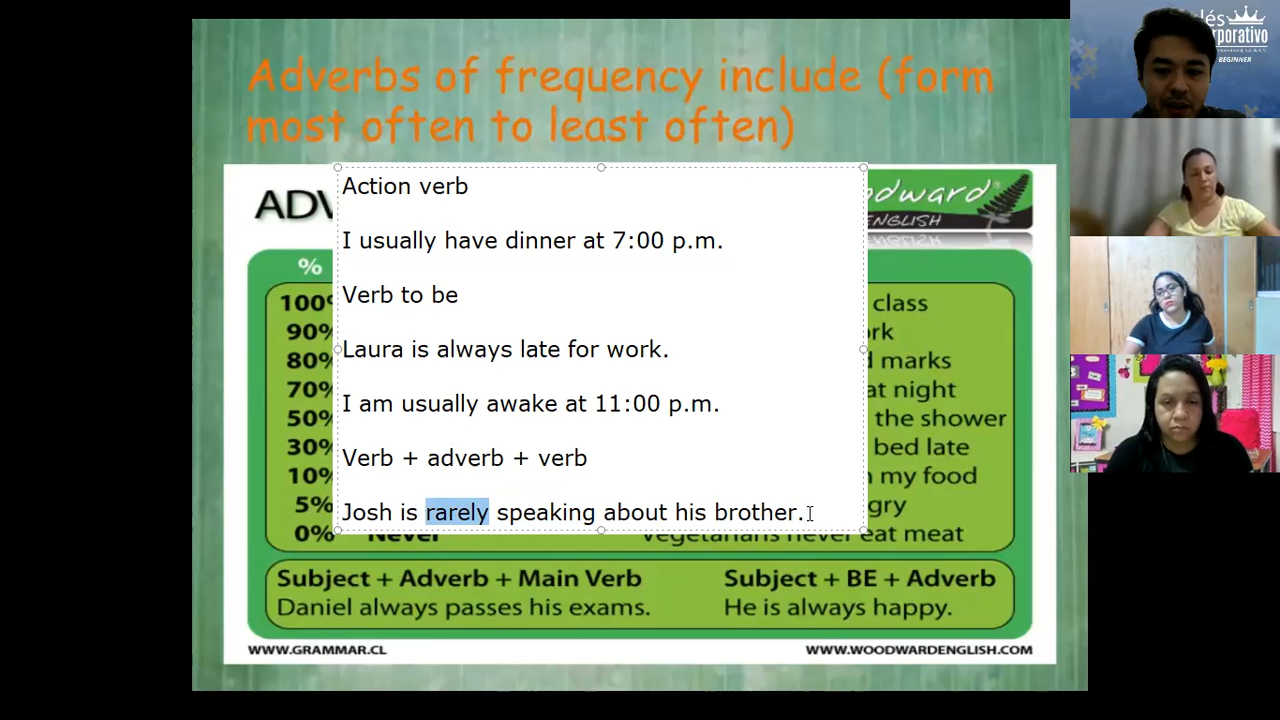 Adverbs of frequency include (form
most often to least often)
Action verb
I usually have dinner at 7:00 p.m.
Verb to be
Laura is always late for work.
I am usually awake at 11:00 p.m.
Verb + adverb + verb
Josh is rarely speaking about his brother.
ADV
ENGLISH
%
100%
90%
80%
70%
50%
30%
10%
5%
0%
class
marks
at night
the shower
bed late
my food
Never
Vegetarians never eat meat
Subject + Adverb + Main Verb
Daniel always passes his exams.
Subject + BE + Adverb
He is always happy.
WWW.GRAMMAR.CL
WWW.WOODWARDENGLISH.COM
BEGINNER